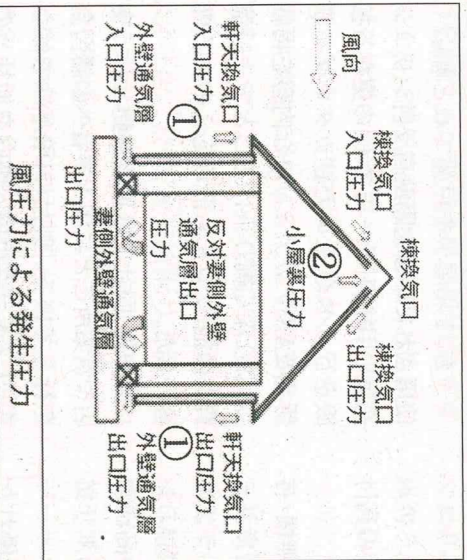 風向
棟換気口
入口圧力
棟換気口
棟換気口
出口圧力
②
小屋裏圧力
軒天換気口
入口圧力
①
外壁通気層
入口圧力
反対妻側外壁
通気層出口
圧力
軒天換気口
出口圧力
①
外壁通気層
出口圧力
妻側外壁通気層
出口圧力
風圧力による発生圧力